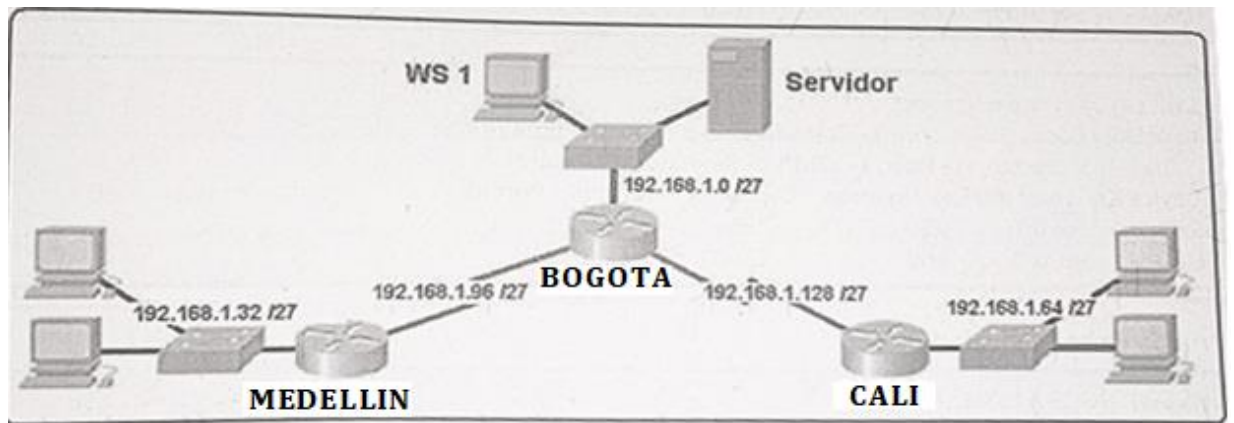 WS 1
Servidor
192.168.1.0 /27
BOGOTA
192.168.1.96 /27
192.168.1.128 /27
192.168.1.32 /27
192.168.1.64 /27
MEDELLIN
CALI